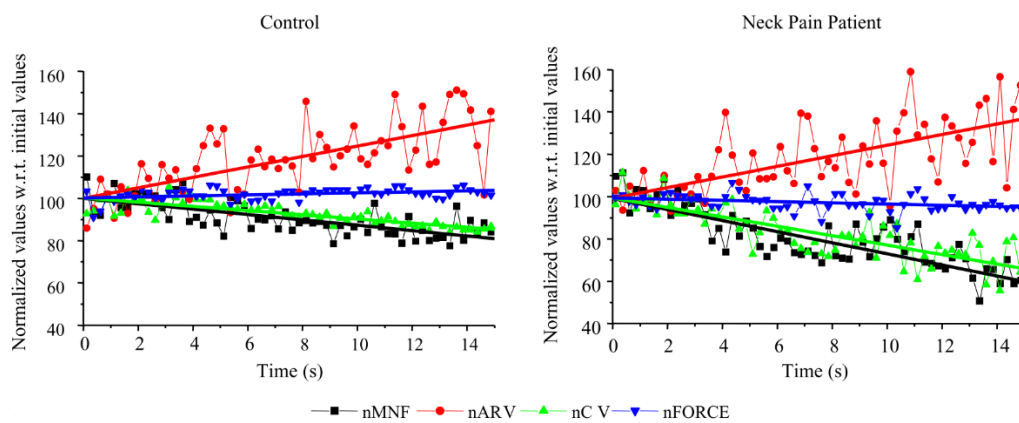 Control
Neck Pain Patient
Normalized values w.r.t. initial values
160
140
120
100
80
60
40
0 2 4 6 8 10 12 14
Time (s)
Normalized values w.r.t. initial values
160
140
120
100
80
60
40
0 2 4 6 8 10 12 14
Time (s)
nMNF nARV nC V nFORCE